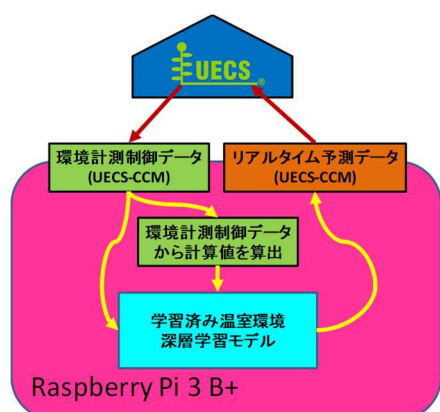 UECS®
環境計測制御データ
(UECS-CCM)
リアルタイム予測データ
(UECS-CCM)
環境計測制御データ
から計算値を算出
学習済み温室環境
深層学習モデル
Raspberry Pi 3 B+